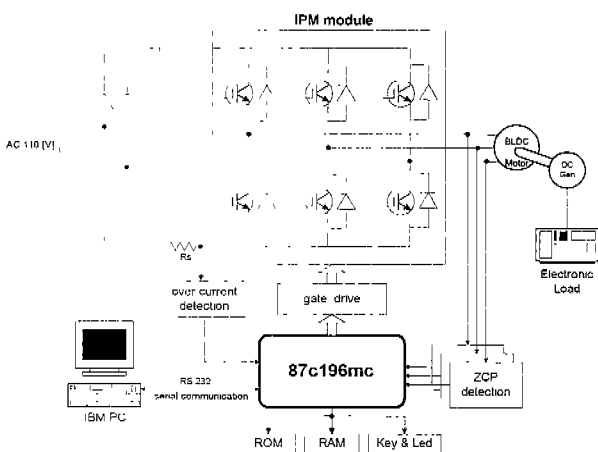 IPM module
AC 110 [V]
BLDC
Motor
DC
Gen
Rs
Electronic
Load
over current
detection
gate drive
87c196mc
ZCP
detection
RS 232
serial communication
IBM PC
ROM
RAM
Key & Led